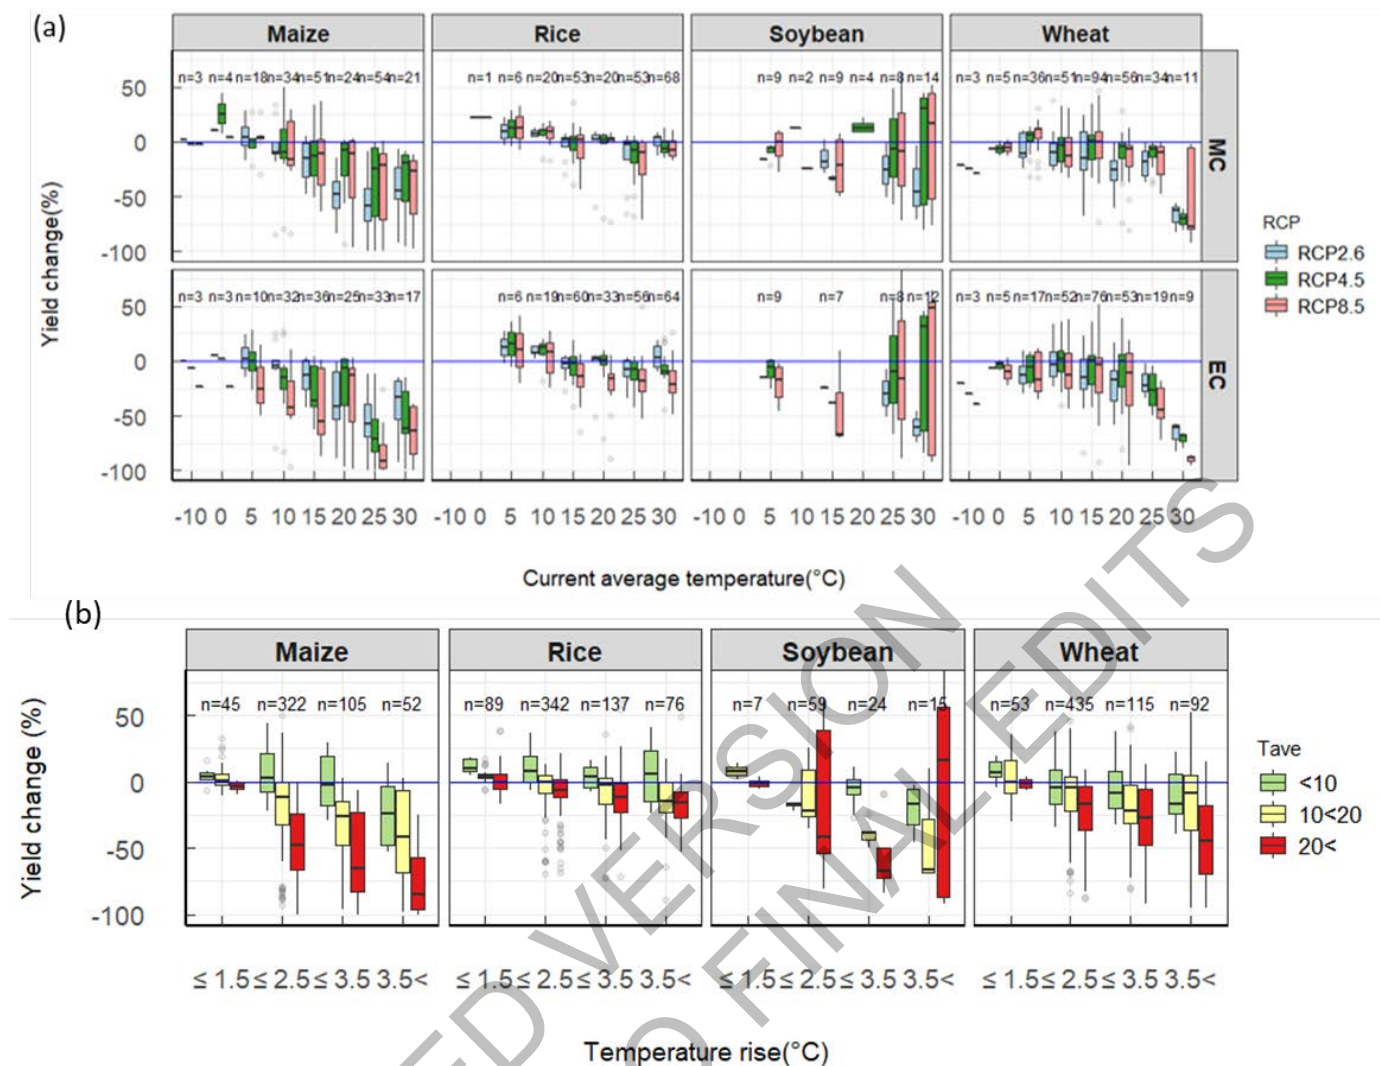 (a)
Maize Rice Soybean Wheat
n=3 n=4 n=18 n=34 n=51 n=24 n=54 n=21
n=1 n=6 n=20 n=53 n=20 n=53 n=68
n=9 n=2 n=9 n=4 n=8 n=14
n=3 n=5 n=36 n=51 n=94 n=56 n=34 n=11
50
0
-50
-100
MC
n=3 n=3 n=10 n=32 n=36 n=25 n=33 n=17
n=6 n=19 n=60 n=33 n=56 n=64
n=9 n=7 n=8 n=12
n=3 n=5 n=17 n=52 n=76 n=53 n=19 n=9
50
0
-50
-100
EC
Yield change(%)
RCP
RCP2.6
RCP4.5
RCP8.5
-10 0 5 10 15 20 25 30 -10 0 5 10 15 20 25 30 -10 0 5 10 15 20 25 30 -10 0 5 10 15 20 25 30
Current average temperature(°C)
(b)
Maize Rice Soybean Wheat
n=45 n=322 n=105 n=52 n=89 n=342 n=137 n=76 n=7 n=59 n=24 n=15 n=53 n=435 n=115 n=92
50
0
-50
-100
Yield change (%)
Tave
<10
10<20
20<
≤ 1.5 ≤ 2.5 ≤ 3.5 3.5< ≤ 1.5 ≤ 2.5 ≤ 3.5 3.5< ≤ 1.5 ≤ 2.5 ≤ 3.5 3.5< ≤ 1.5 ≤ 2.5 ≤ 3.5 3.5<
Temperature rise(°C)
ED VERSION
O FINAL EDITS